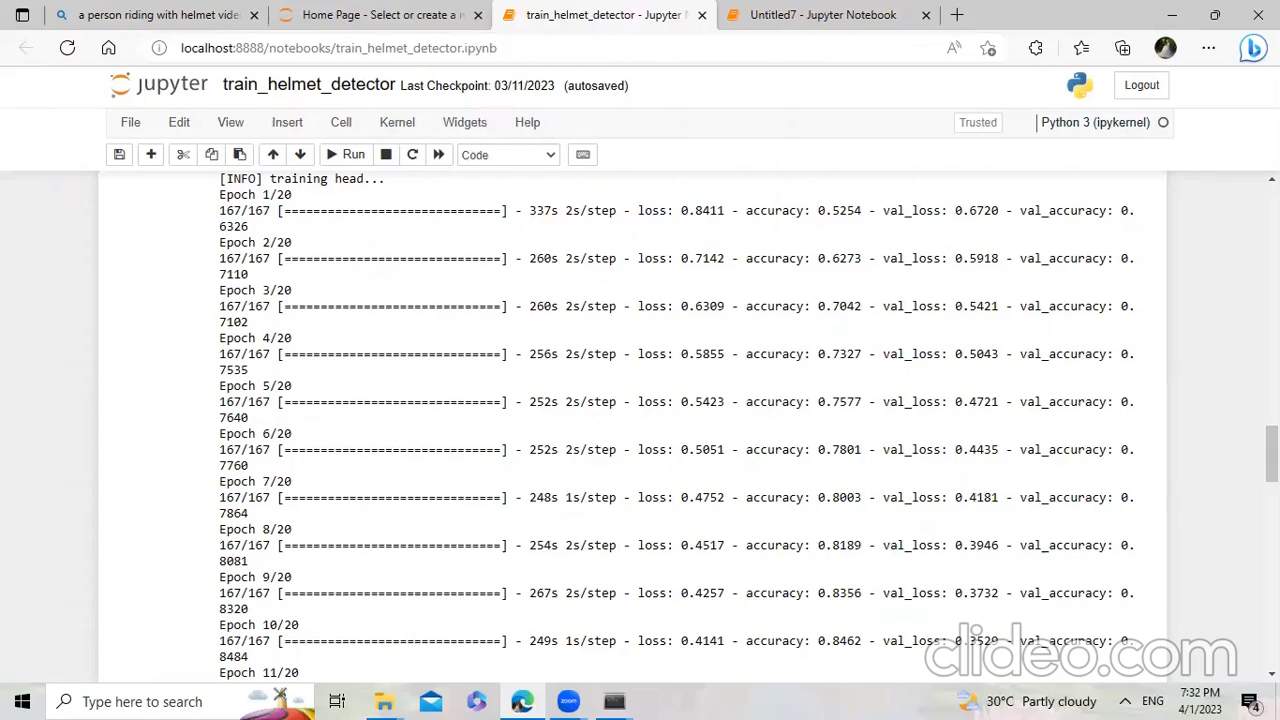 a person riding with helmet video
Home Page - Select or create a n
train_helmet_detector - Jupyter
Untitled7 - Jupyter Notebook
localhost:8888/notebooks/train_helmet_detector.ipynb
jupyter train_helmet_detector Last Checkpoint: 03/11/2023 (autosaved)
Logout
File Edit View Insert Cell Kernel Widgets Help
Trusted
Python 3 (ipykernel)
Run
Code
[INFO] training head...
Epoch 1/20
167/167 [==============================] - 337s 2s/step - loss: 0.8411 - accuracy: 0.5254 - val_loss: 0.6720 - val_accuracy: 0.
6326
Epoch 2/20
167/167 [==============================] - 260s 2s/step - loss: 0.7142 - accuracy: 0.6273 - val_loss: 0.5918 - val_accuracy: 0.
7110
Epoch 3/20
167/167 [==============================] - 260s 2s/step - loss: 0.6309 - accuracy: 0.7042 - val_loss: 0.5421 - val_accuracy: 0.
7102
Epoch 4/20
167/167 [==============================] - 256s 2s/step - loss: 0.5855 - accuracy: 0.7327 - val_loss: 0.5043 - val_accuracy: 0.
7535
Epoch 5/20
167/167 [==============================] - 252s 2s/step - loss: 0.5423 - accuracy: 0.7577 - val_loss: 0.4721 - val_accuracy: 0.
7640
Epoch 6/20
167/167 [==============================] - 252s 2s/step - loss: 0.5051 - accuracy: 0.7801 - val_loss: 0.4435 - val_accuracy: 0.
7760
Epoch 7/20
167/167 [==============================] - 248s 1s/step - loss: 0.4752 - accuracy: 0.8003 - val_loss: 0.4181 - val_accuracy: 0.
7864
Epoch 8/20
167/167 [==============================] - 254s 2s/step - loss: 0.4517 - accuracy: 0.8189 - val_loss: 0.3946 - val_accuracy: 0.
8081
Epoch 9/20
167/167 [==============================] - 267s 2s/step - loss: 0.4257 - accuracy: 0.8356 - val_loss: 0.3732 - val_accuracy: 0.
8320
Epoch 10/20
167/167 [==============================] - 249s 1s/step - loss: 0.4141 - accuracy: 0.8462 - val_loss: 0.3529 - val_accuracy: 0.
8484
Epoch 11/20
clideo.com
Type here to search
zoom
30°C Partly cloudy
ENG
7:32 PM
4/1/2023
4